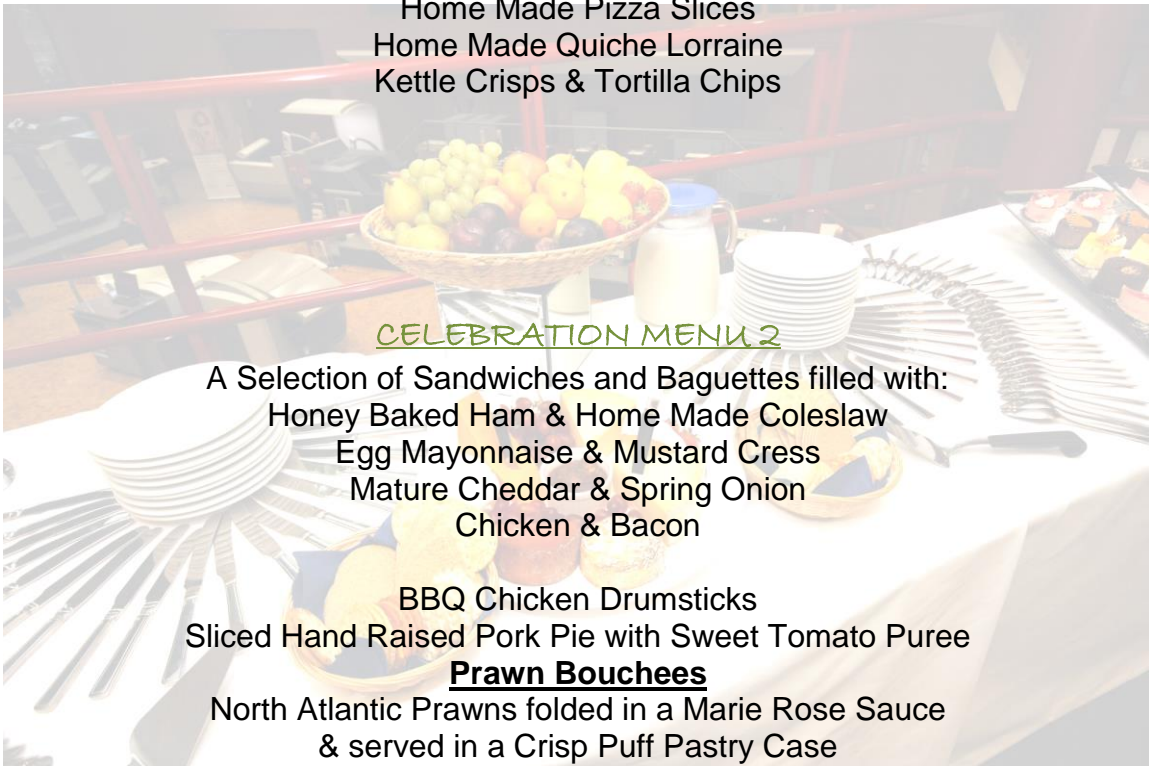 Home Made Pizza Slices
Home Made Quiche Lorraine
Kettle Crisps & Tortilla Chips
CELEBRATION MENU 2
A Selection of Sandwiches and Baguettes filled with:
Honey Baked Ham & Home Made Coleslaw
Egg Mayonnaise & Mustard Cress
Mature Cheddar & Spring Onion
Chicken & Bacon
BBQ Chicken Drumsticks
Sliced Hand Raised Pork Pie with Sweet Tomato Puree
Prawn Bouchees
North Atlantic Prawns folded in a Marie Rose Sauce
& served in a Crisp Puff Pastry Case